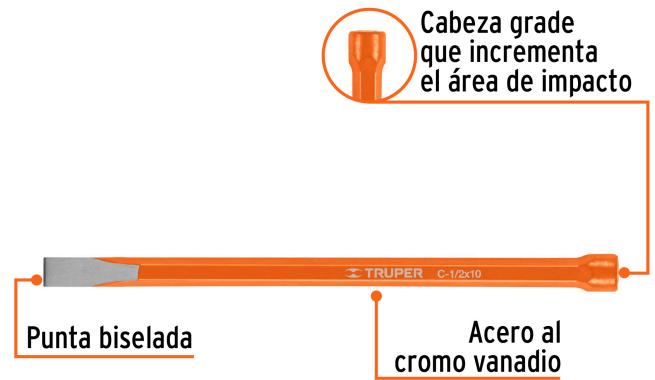 Cabeza grade
que incrementa
el área de impacto
TRUPER C-1/2x10
Punta biselada
Acero al
cromo vanadio